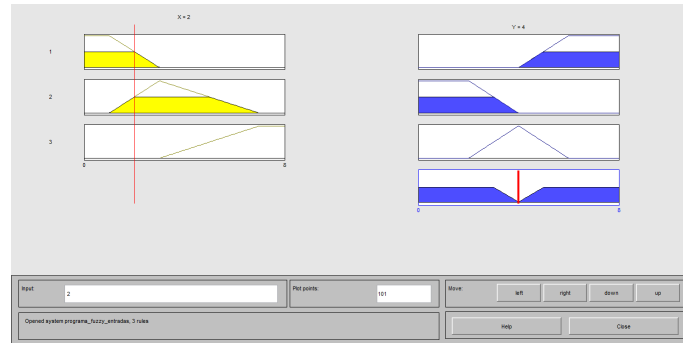 X = 2
Y = 4
1
2
3
0 8
0 8
Input: 2
Plot points: 101
Move: left right down up
Opened system programa_fuzzy_entradas, 3 rules
Help Close